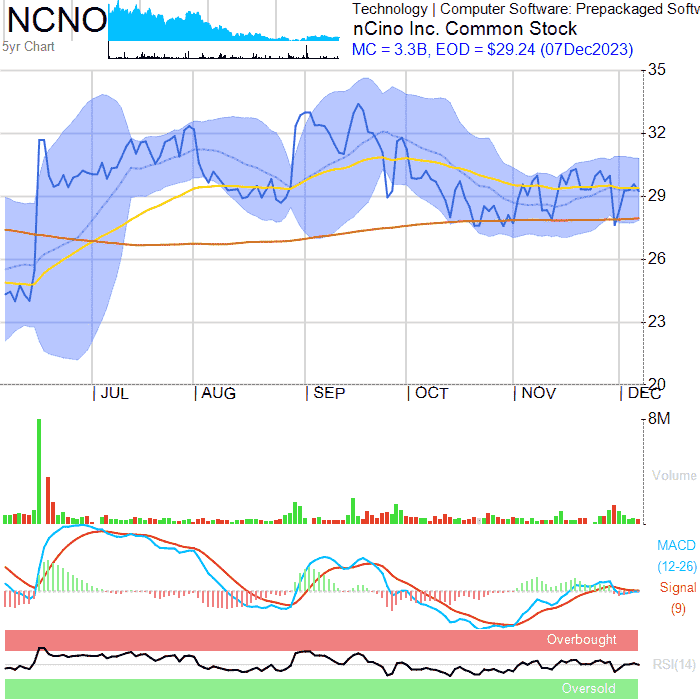 NCNO
5yr Chart
Technology | Computer Software: Prepackaged Softw
nCino Inc. Common Stock
MC = 3.3B, EOD = $29.24 (07Dec2023)
35
32
29
26
23
20
JUL AUG SEP OCT NOV DEC
8M
Volume
MACD
(12-26)
Signal
(9)
Overbought
RSI(14)
Oversold